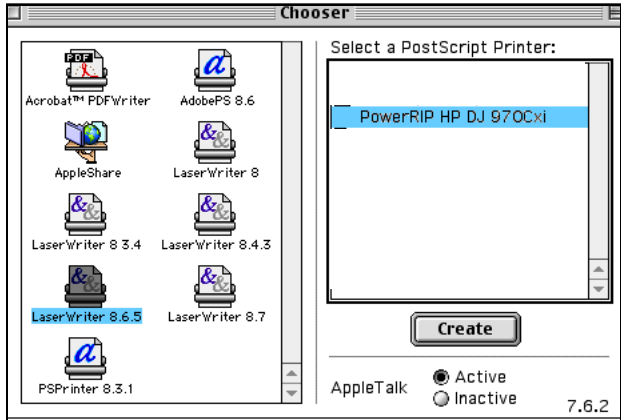 Chooser
Select a PostScript Printer:
PDF
Acrobat™ PDFWriter
a
AdobePS 8.6
PowerRIP HP DJ 970Cxi
AppleShare
&&
LaserWriter 8
&&
LaserWriter 8 3.4
&&
LaserWriter 8.4.3
&&
LaserWriter 8.6.5
&&
LaserWriter 8.7
Create
a
PSPrinter 8.3.1
AppleTalk
Active
Inactive
7.6.2